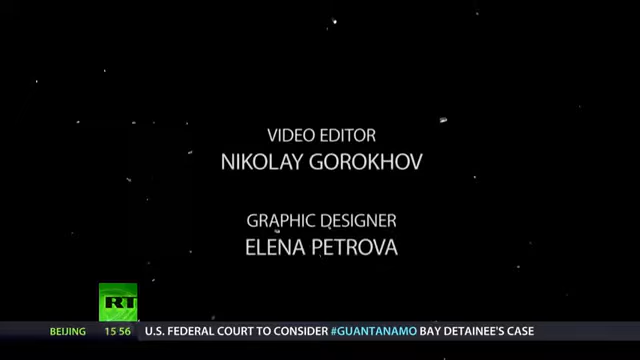 VIDEO EDITOR
NIKOLAY GOROKHOV
GRAPHIC DESIGNER
ELENA PETROVA
RT
BEIJING 15 56 U.S. FEDERAL COURT TO CONSIDER #GUANTANAMO BAY DETAINEE'S CASE